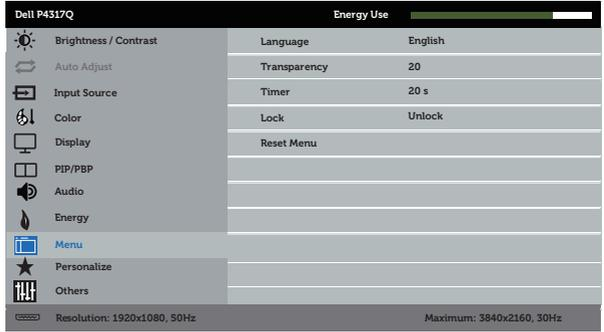 Dell P4317Q Energy Use
Brightness / Contrast Language English
Auto Adjust Transparency 20
Input Source Timer 20 s
Color Lock Unlock
Display Reset Menu
PIP/PBP
Audio
Energy
Menu
Personalize
Others
Resolution: 1920x1080, 50Hz Maximum: 3840x2160, 30Hz